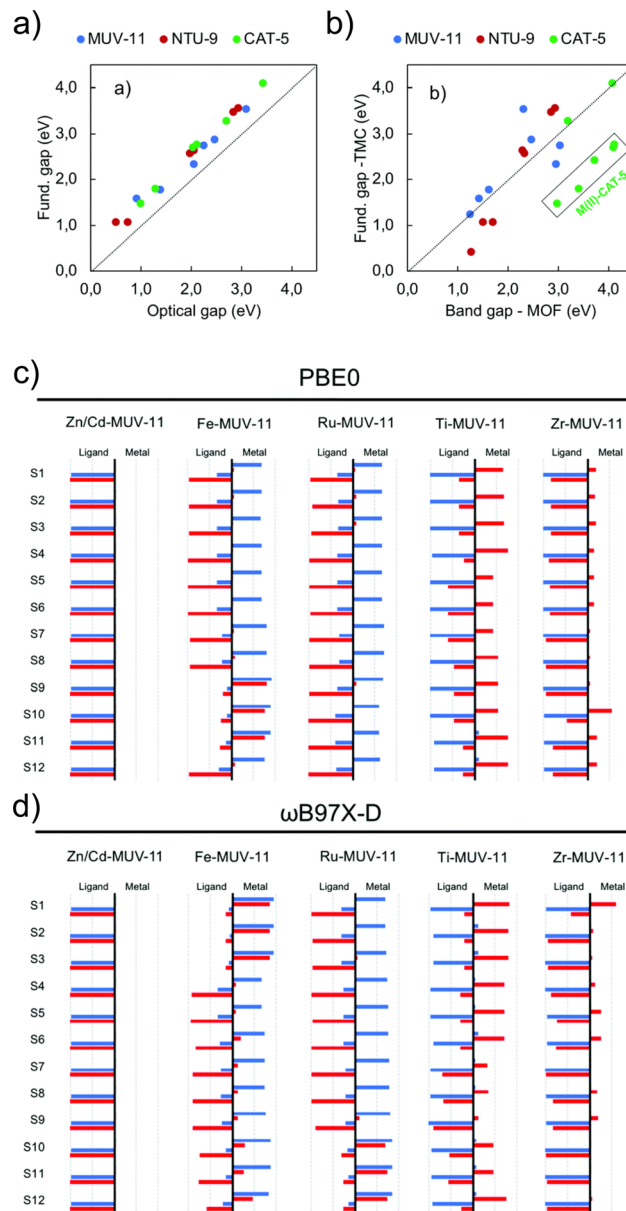 a)
MUV-11 NTU-9 CAT-5
a)
Fund. gap (eV)
4,0
3,0
2,0
1,0
0,0
0,0 1,0 2,0 3,0 4,0
Optical gap (eV)
b)
MUV-11 NTU-9 CAT-5
b)
Fund. gap -TMC (eV)
4,0
3,0
2,0
1,0
0,0
M(II)-CAT-5
0,0 1,0 2,0 3,0 4,0
Band gap - MOF (eV)
c)
PBE0
Zn/Cd-MUV-11 Fe-MUV-11 Ru-MUV-11 Ti-MUV-11 Zr-MUV-11
Ligand Metal Ligand Metal Ligand Metal Ligand Metal Ligand Metal
S1
S2
S3
S4
S5
S6
S7
S8
S9
S10
S11
S12
d)
ωB97X-D
Zn/Cd-MUV-11 Fe-MUV-11 Ru-MUV-11 Ti-MUV-11 Zr-MUV-11
Ligand Metal Ligand Metal Ligand Metal Ligand Metal Ligand Metal
S1
S2
S3
S4
S5
S6
S7
S8
S9
S10
S11
S12